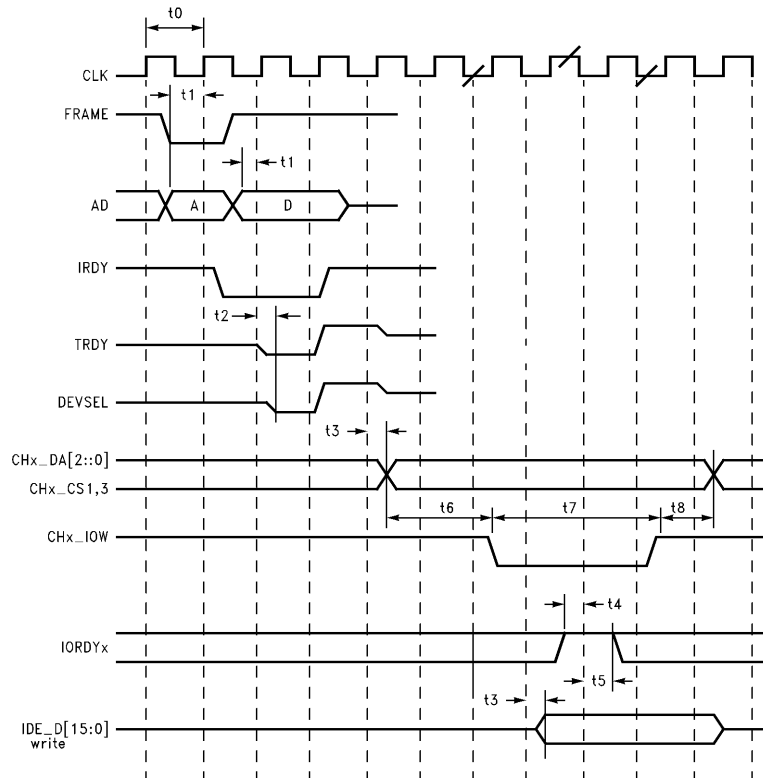 t0
CLK
t1
FRAME
t1
AD
A
D
IRDY
t2
TRDY
DEVSEL
t3
CHx_DA[2::0]
CHx_CS1,3
t6
t7
t8
CHx_IOW
t4
IORDYx
t5
t3
IDE_D[15:0]
write